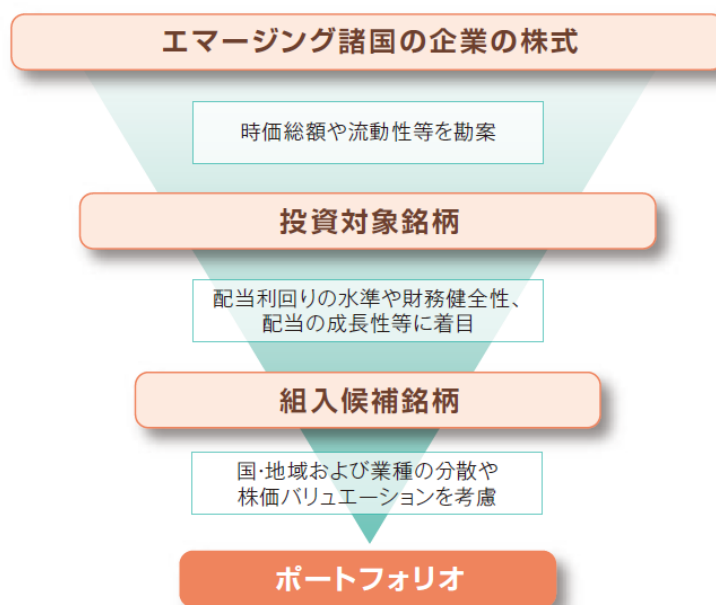 エマージング諸国の企業の株式
時価総額や流動性等を勘案
投資対象銘柄
配当利回りの水準や財務健全性、
配当の成長性等に着目
組入候補銘柄
国・地域および業種の分散や
株価バリュエーションを考慮
ポートフォリオ